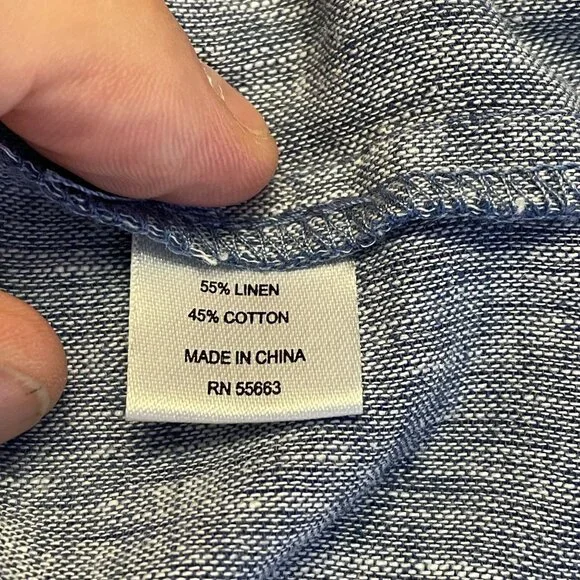 55% LINEN
45% COTTON
MADE IN CHINA
RN 55663